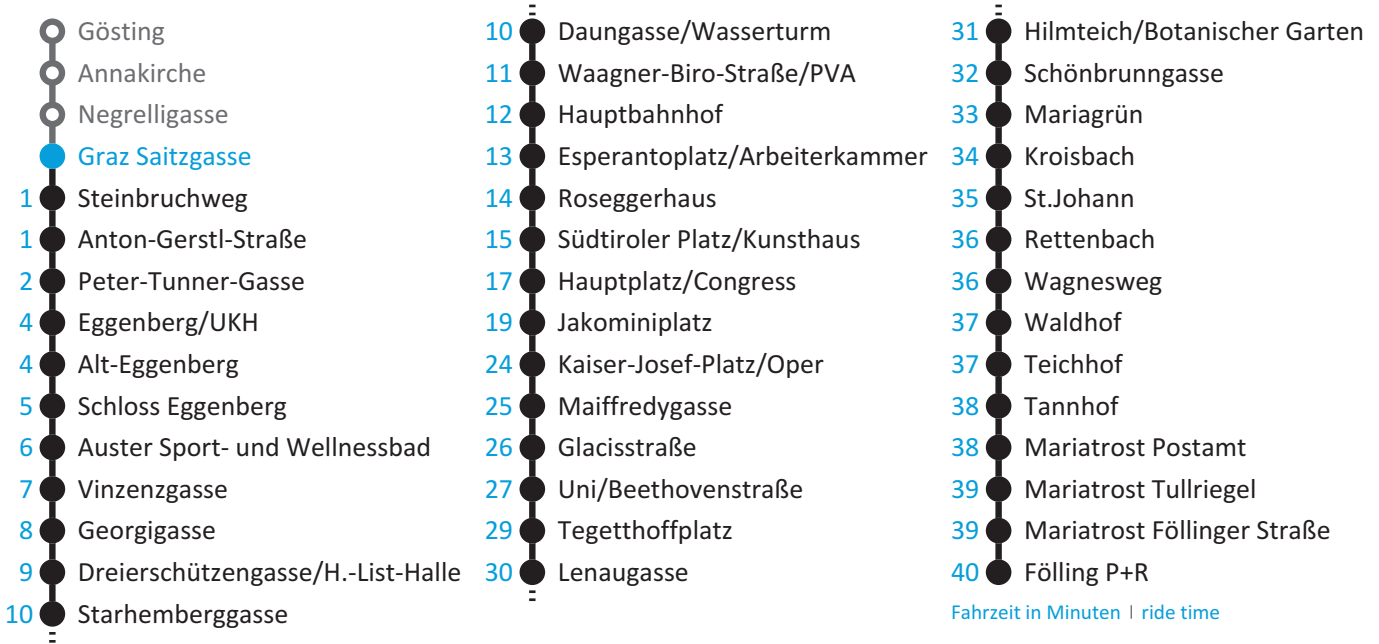 Gösting
Annakirche
Negrelligasse
Graz Saitzgasse
1 Steinbruchweg
1 Anton-Gerstl-Straße
2 Peter-Tunner-Gasse
4 Eggenberg/UKH
4 Alt-Eggenberg
5 Schloss Eggenberg
6 Auster Sport- und Wellnessbad
7 Vinzenzgasse
8 Georgigasse
9 Dreierschützengasse/H.-List-Halle
10 Starhemberggasse
10 Daungasse/Wasserturm
11 Waagner-Biro-Straße/PVA
12 Hauptbahnhof
13 Esperantoplatz/Arbeiterkammer
14 Roseggerhaus
15 Südtiroler Platz/Kunsthaus
17 Hauptplatz/Congress
19 Jakominiplatz
24 Kaiser-Josef-Platz/Oper
25 Maiffredygasse
26 Glacisstraße
27 Uni/Beethovenstraße
29 Tegetthoffplatz
30 Lenaugasse
31 Hilmteich/Botanischer Garten
32 Schönbrunngasse
33 Mariagrün
34 Kroisbach
35 St.Johann
36 Rettenbach
36 Wagnesweg
37 Waldhof
37 Teichhof
38 Tannhof
38 Mariatrost Postamt
39 Mariatrost Tullriegel
39 Mariatrost Föllinger Straße
40 Fölling P+R
Fahrzeit in Minuten | ride time